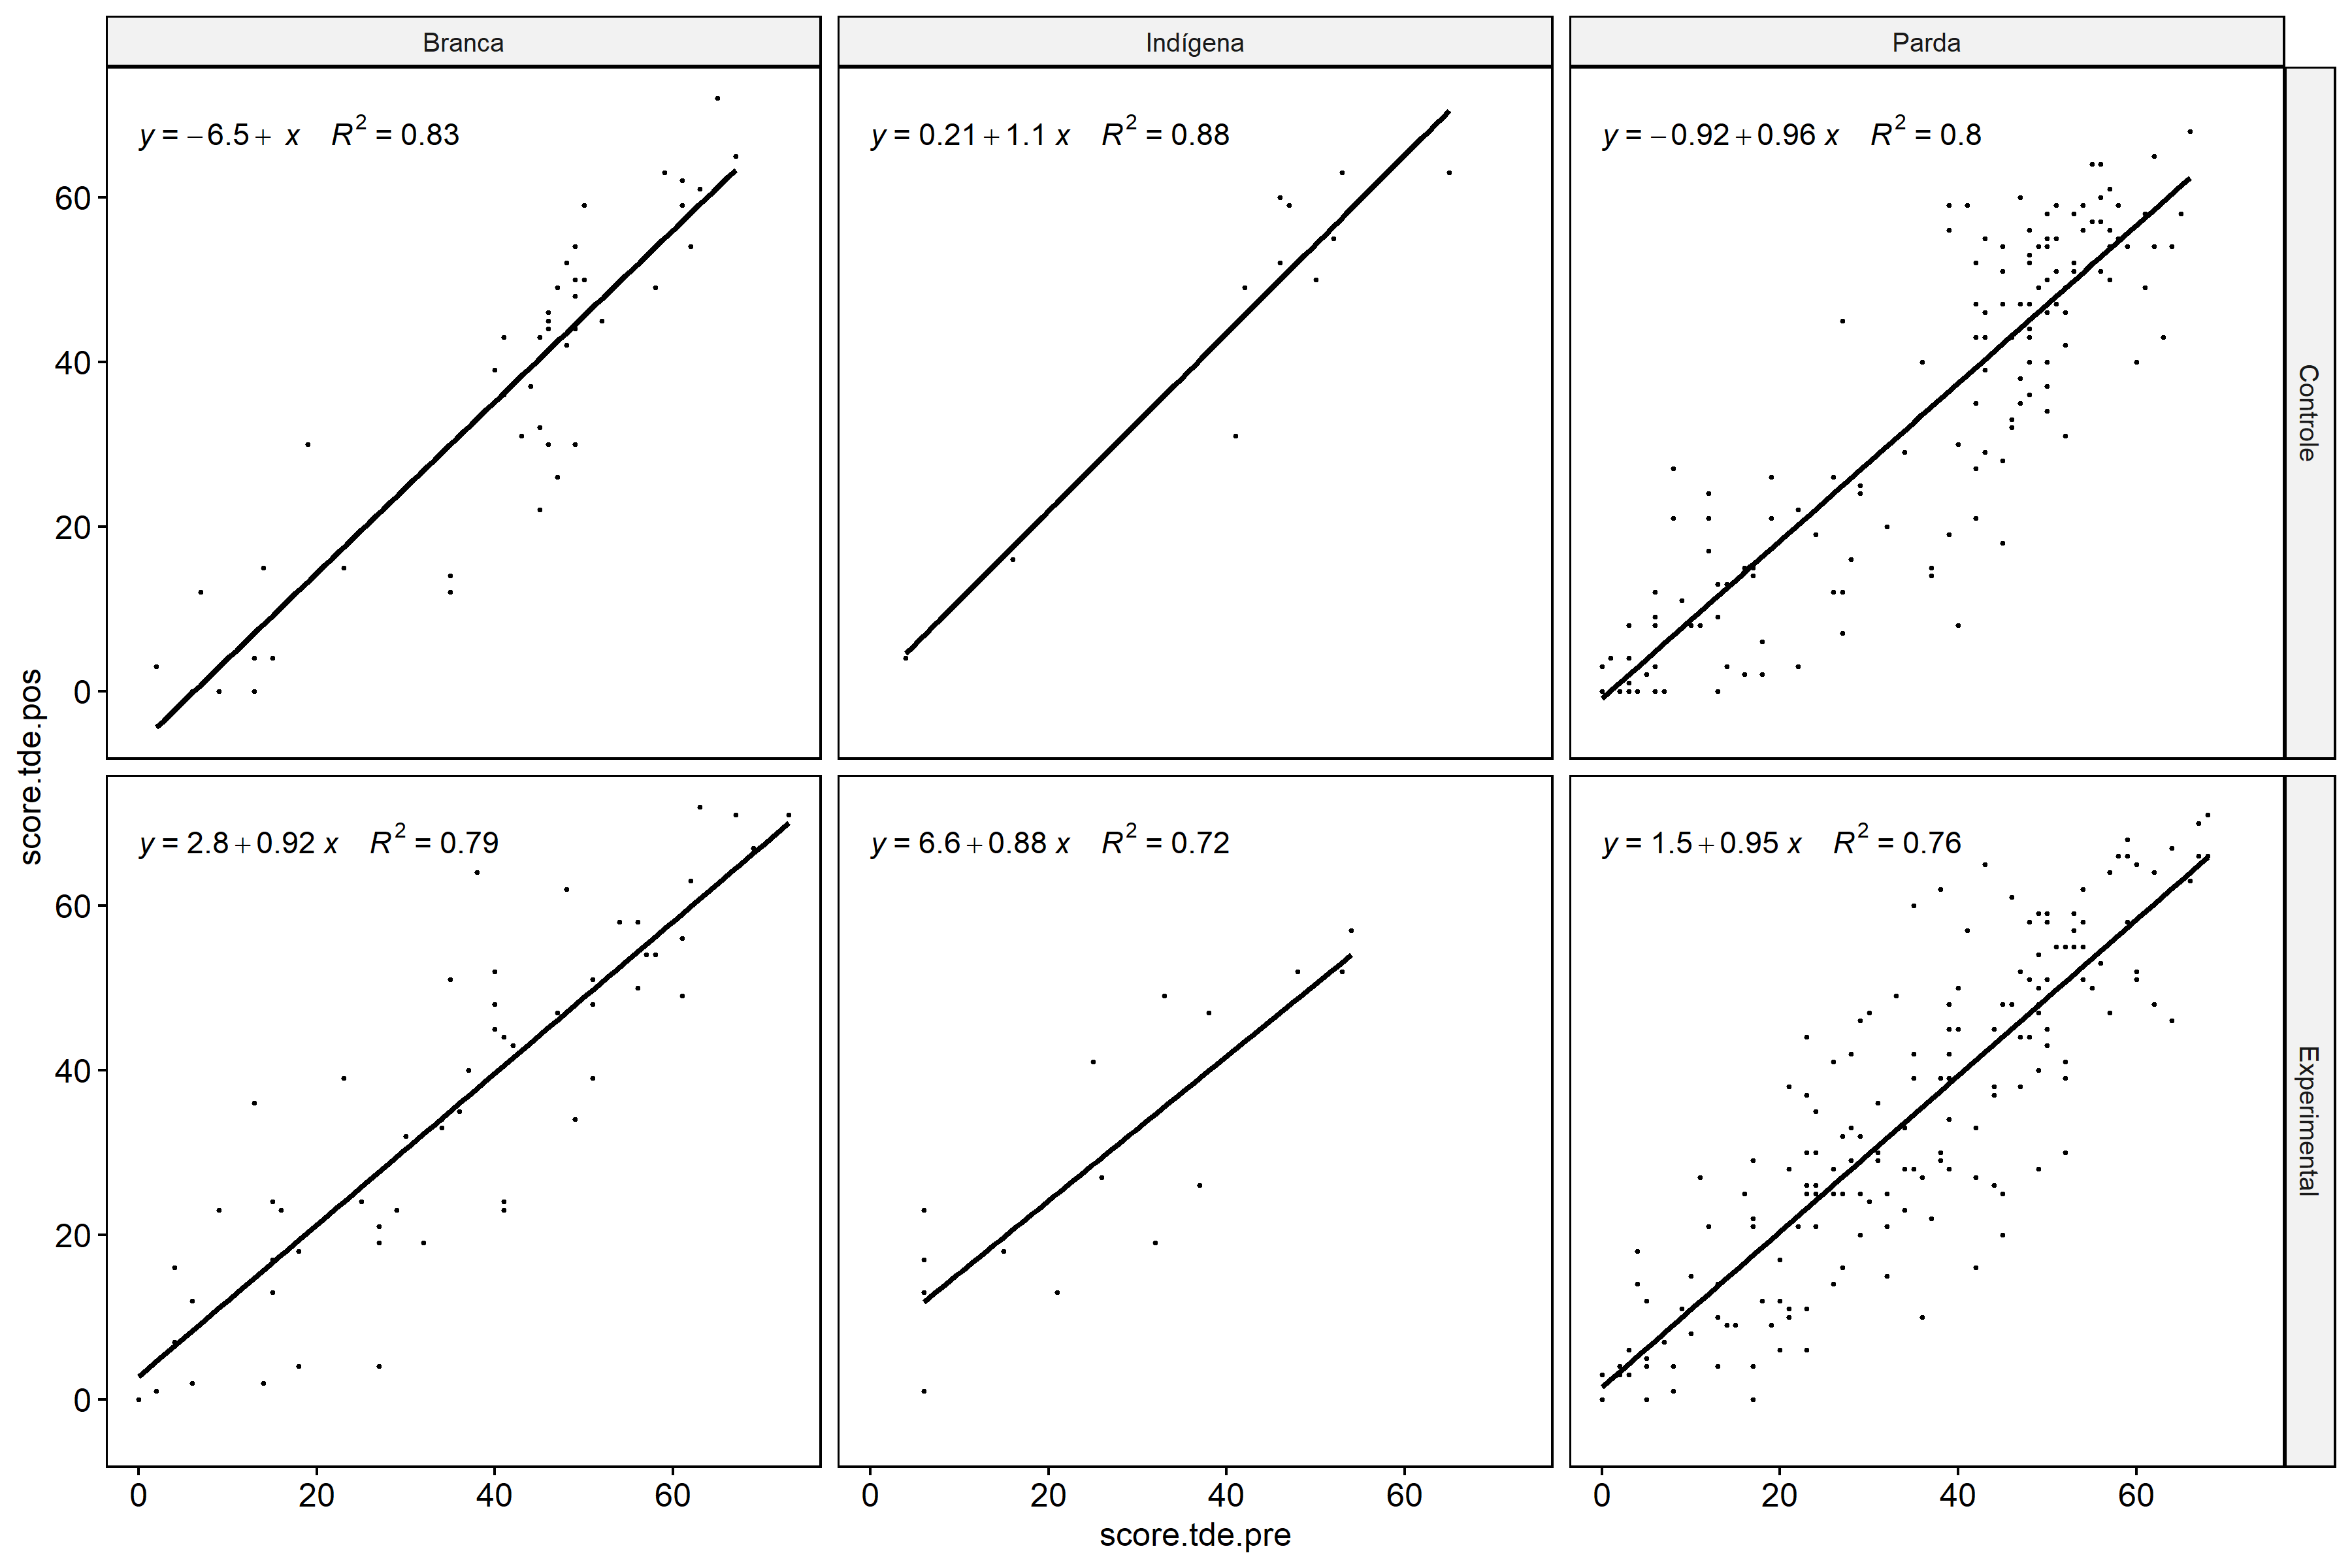 Branca Indígena Parda
y = −6.5 + x R² = 0.83 y = 0.21 + 1.1 x R² = 0.88 y = −0.92 + 0.96 x R² = 0.8
60
40
20
0
Controle
score.tde.pos
y = 2.8 + 0.92 x R² = 0.79 y = 6.6 + 0.88 x R² = 0.72 y = 1.5 + 0.95 x R² = 0.76
60
40
20
0
Experimental
0 20 40 60 0 20 40 60 0 20 40 60
score.tde.pre